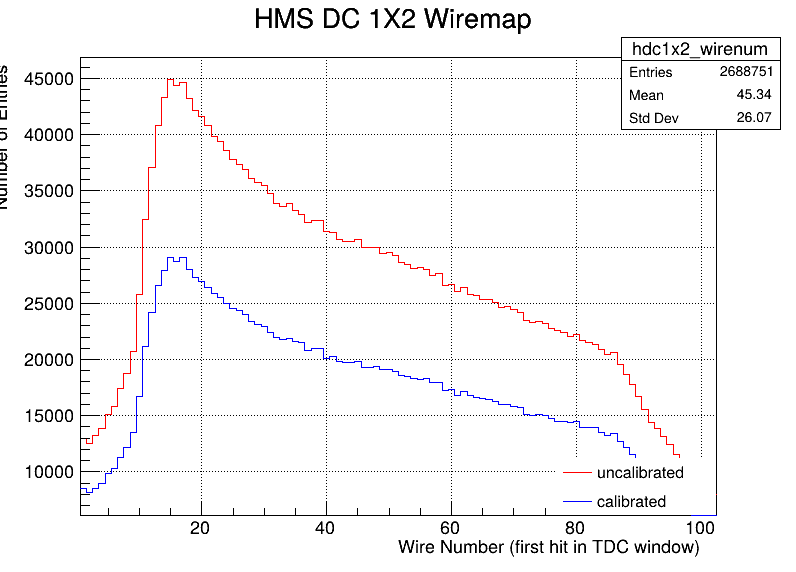 HMS DC 1X2 Wiremap
hdc1x2_wirenum
Entries 2688751
Mean 45.34
Std Dev 26.07
Number of Entries
45000
40000
35000
30000
25000
20000
15000
10000
uncalibrated
calibrated
20 40 60 80 100
Wire Number (first hit in TDC window)